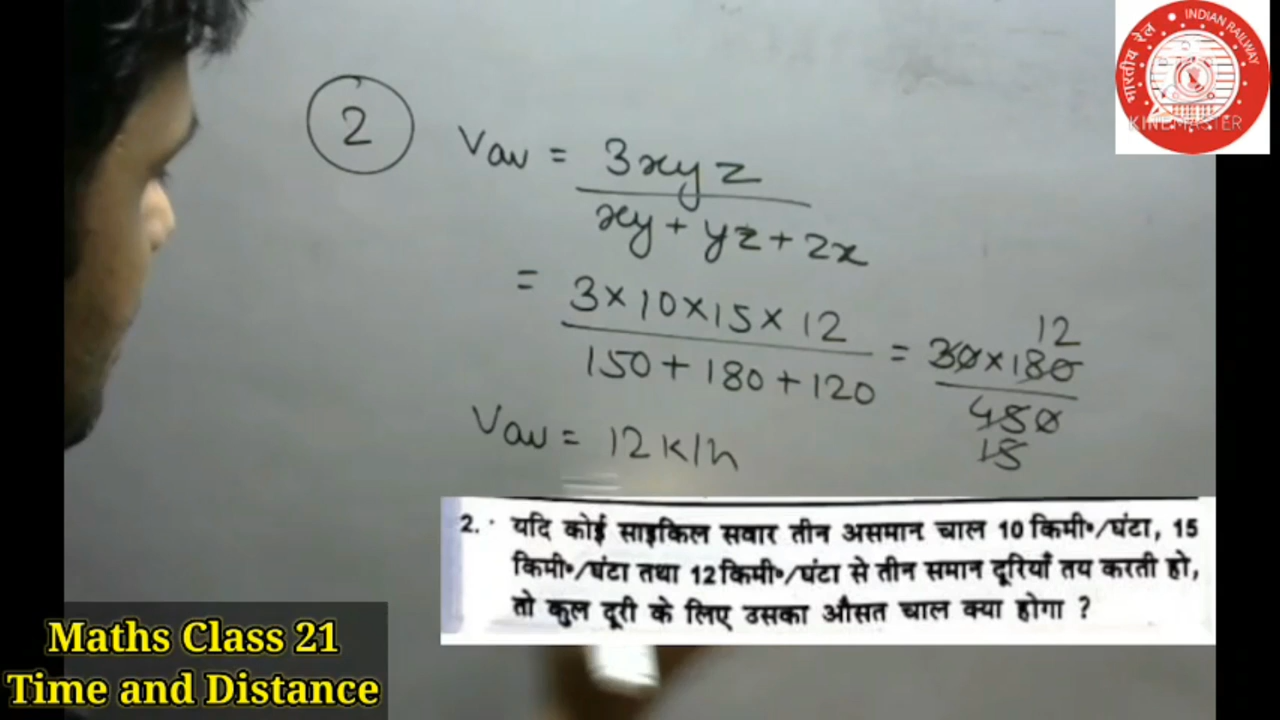 भारतीय रेल INDIAN RAILWAY
KINEMASTER
2 Vav = 3xyz
xy + yz + zx
= 3×10×15×12 = 30×180 12
150 + 180 + 120 450
15
Vav = 12 K/h
2. यदि कोई साइकिल सवार तीन असमान चाल 10 किमी॰/घंटा, 15
किमी॰/घंटा तथा 12 किमी॰/घंटा से तीन समान दूरियाँ तय करती हो,
तो कुल दूरी के लिए उसका औसत चाल क्या होगा ?
Maths Class 21
Time and Distance